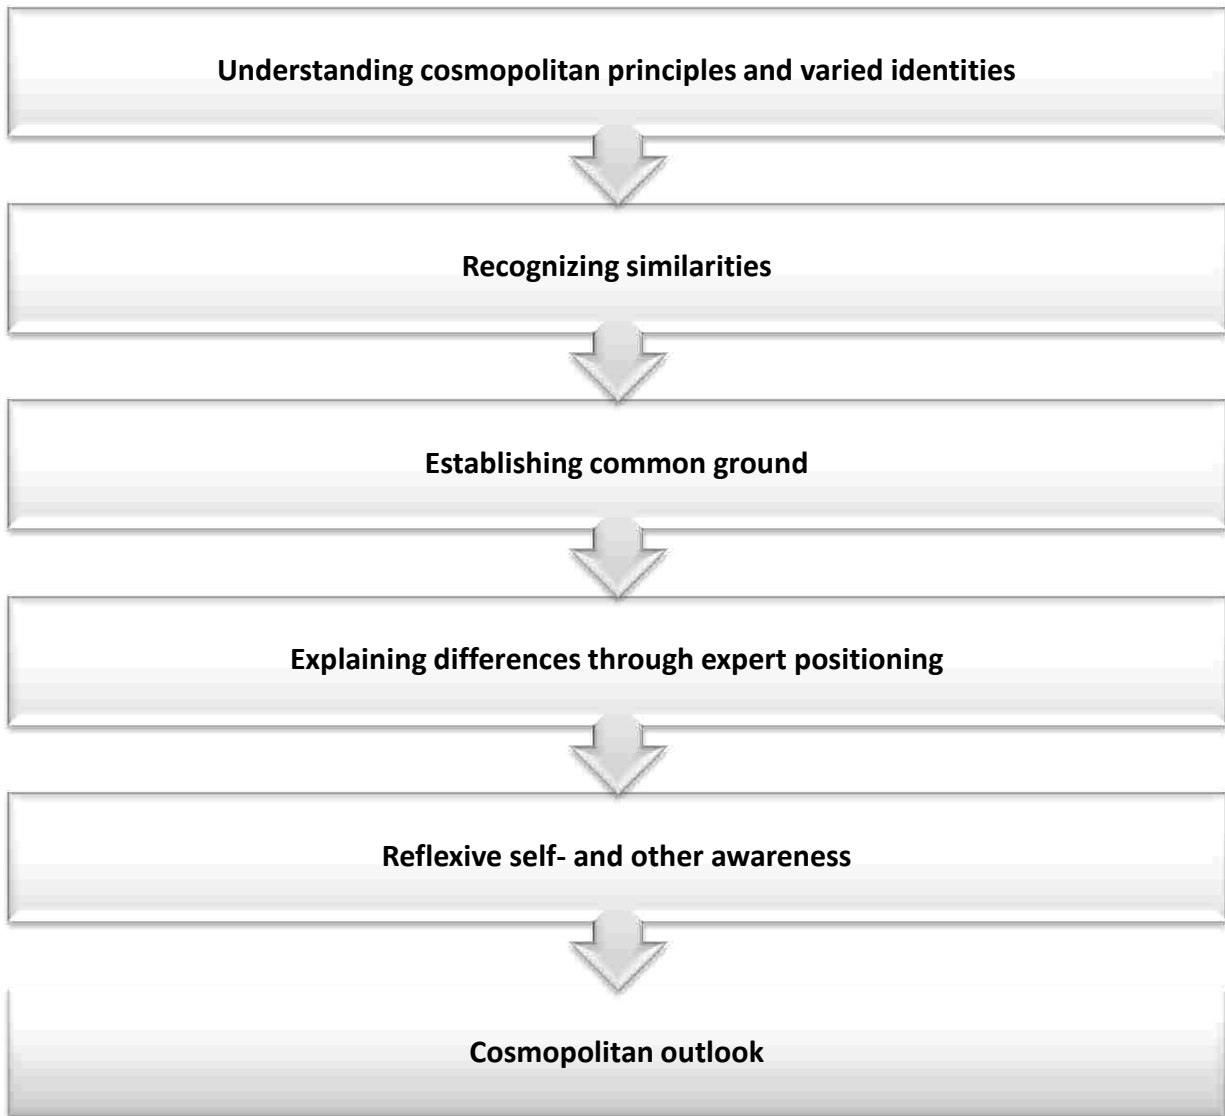 Understanding cosmopolitan principles and varied identities
Recognizing similarities
Establishing common ground
Explaining differences through expert positioning
Reflexive self- and other awareness
Cosmopolitan outlook